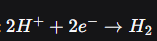 : 2H⁺ + 2e⁻ → H₂